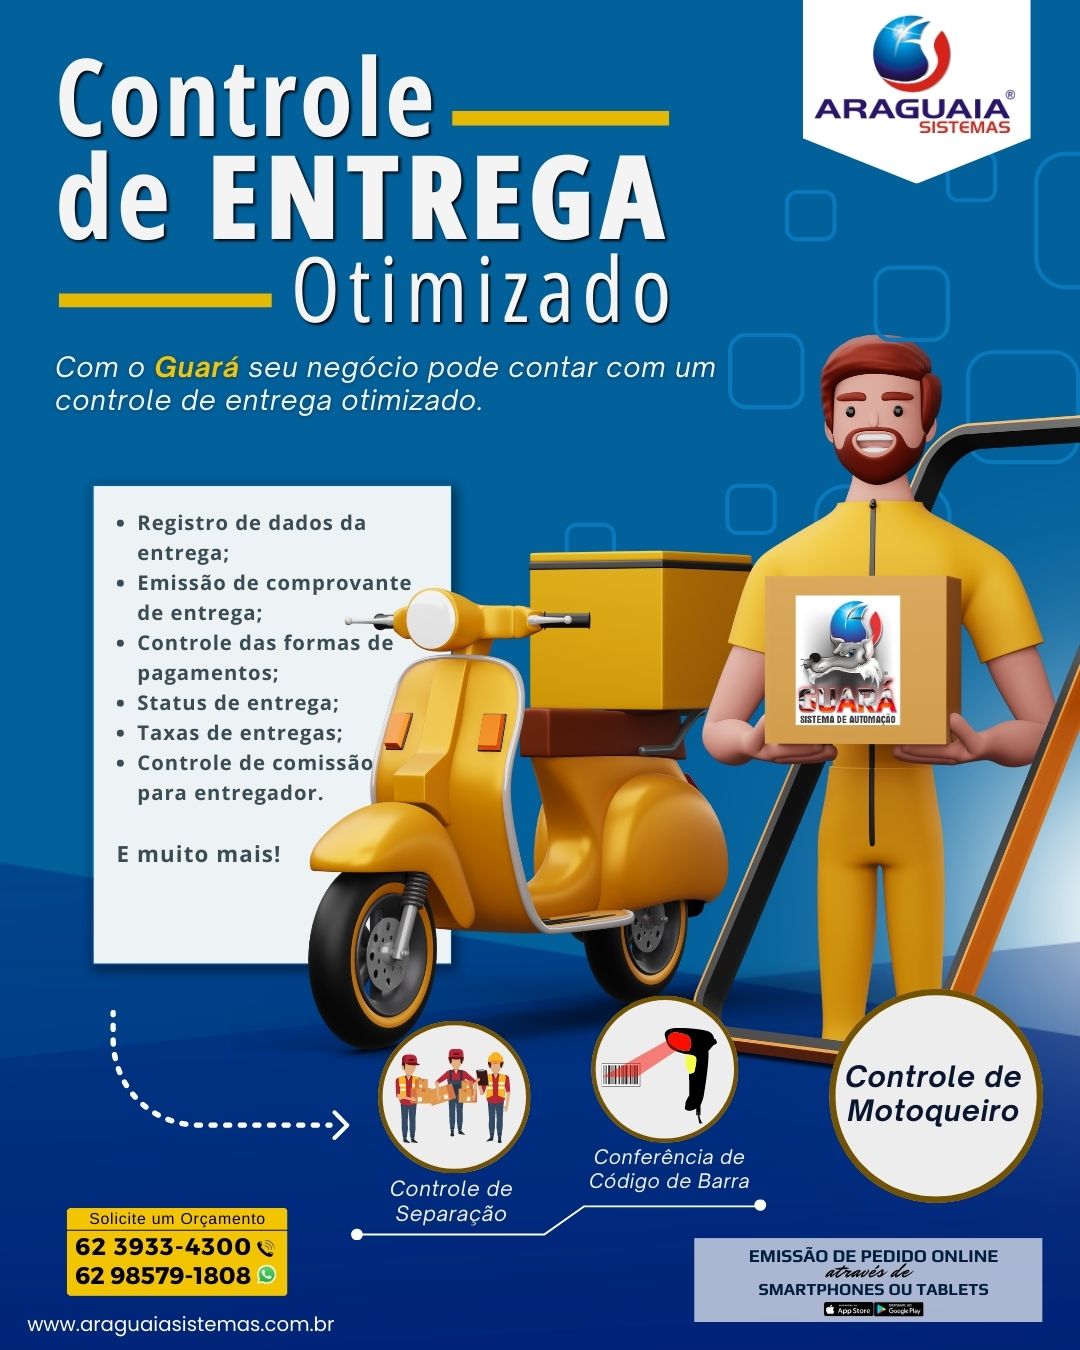 ARAGUAIA®
SISTEMAS
Controle
de ENTREGA
Otimizado
Com o Guará seu negócio pode contar com um
controle de entrega otimizado.
• Registro de dados da
entrega;
• Emissão de comprovante
de entrega;
• Controle das formas de
pagamentos;
• Status de entrega;
• Taxas de entregas;
• Controle de comissão
para entregador.
E muito mais!
GUARÁ
SISTEMA DE AUTOMAÇÃO
Controle de
Motoqueiro
Conferência de
Código de Barra
Controle de
Separação
Solicite um Orçamento
62 3933-4300
62 98579-1808
www.araguaiasistemas.com.br
EMISSÃO DE PEDIDO ONLINE
através de
SMARTPHONES OU TABLETS
App Store
Google Play